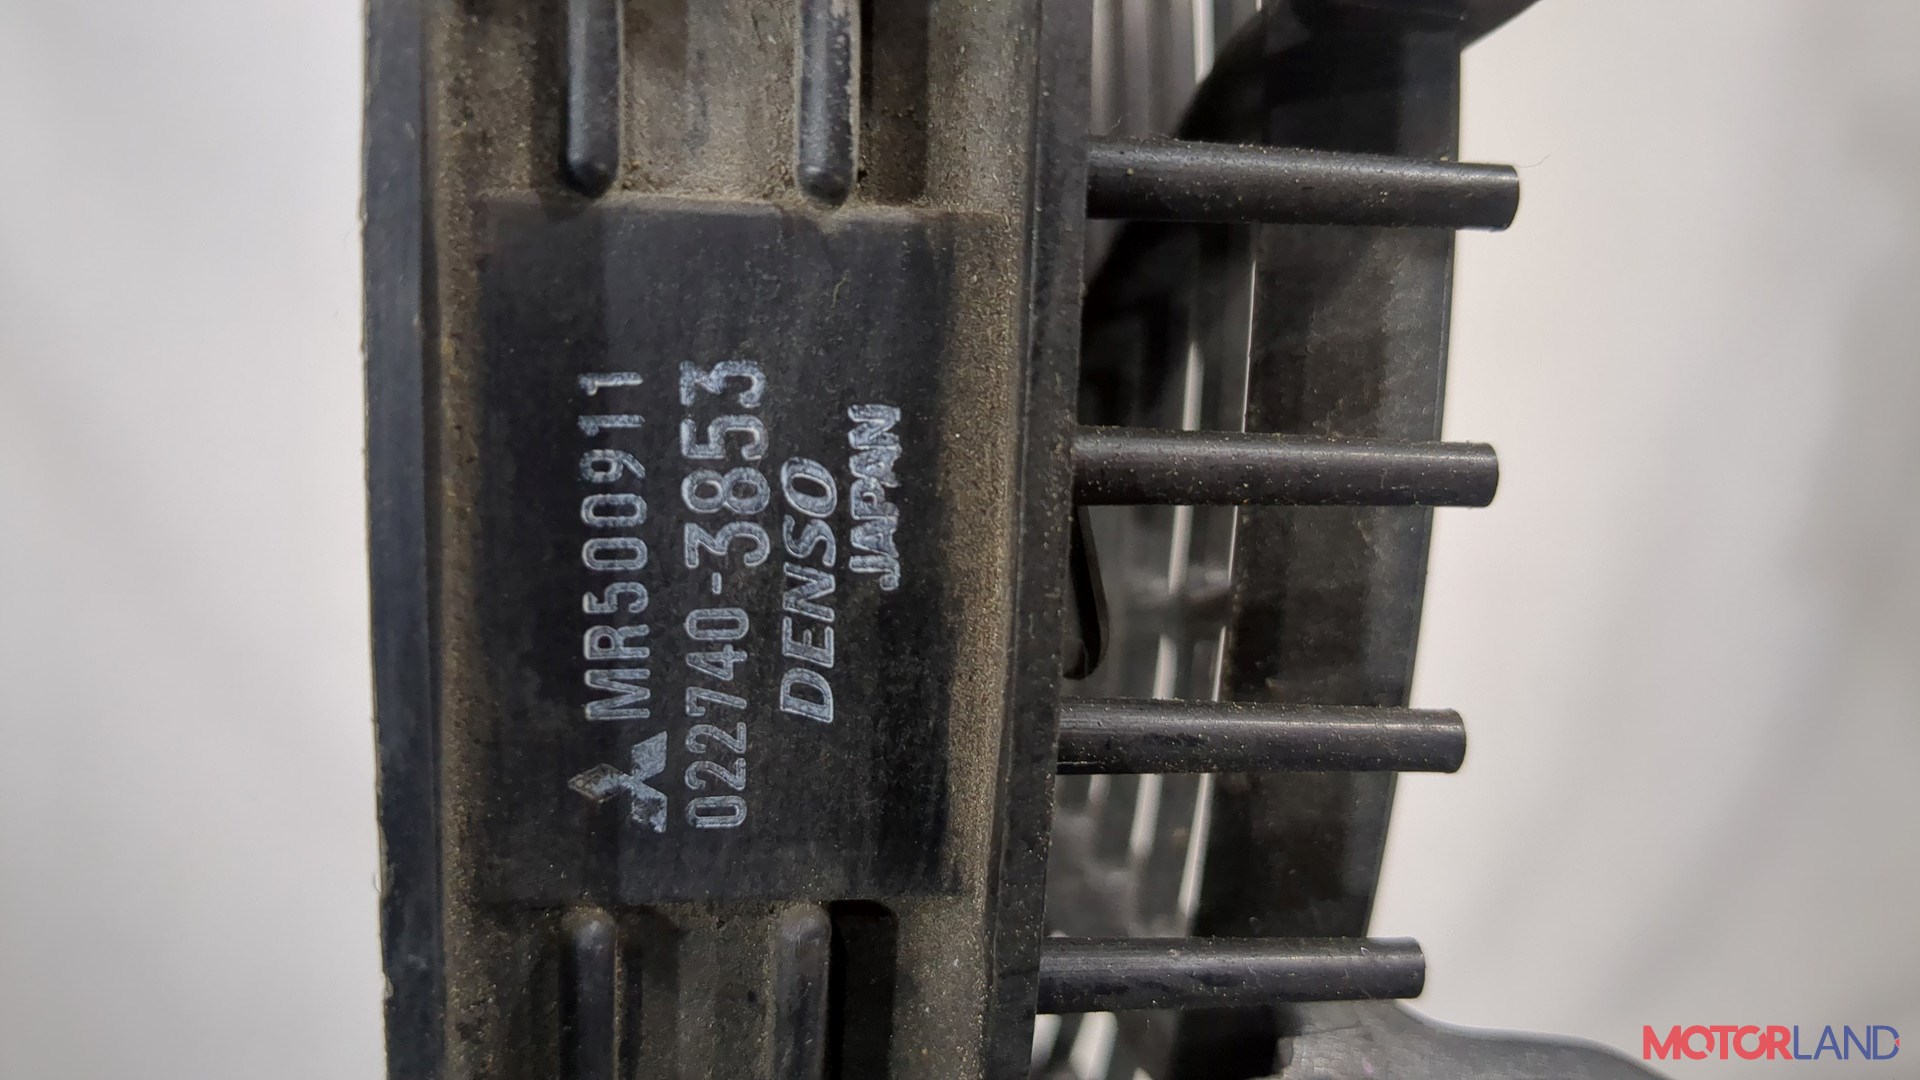 MR500911
022740-3853
DENSO
JAPAN
MOTORLAND